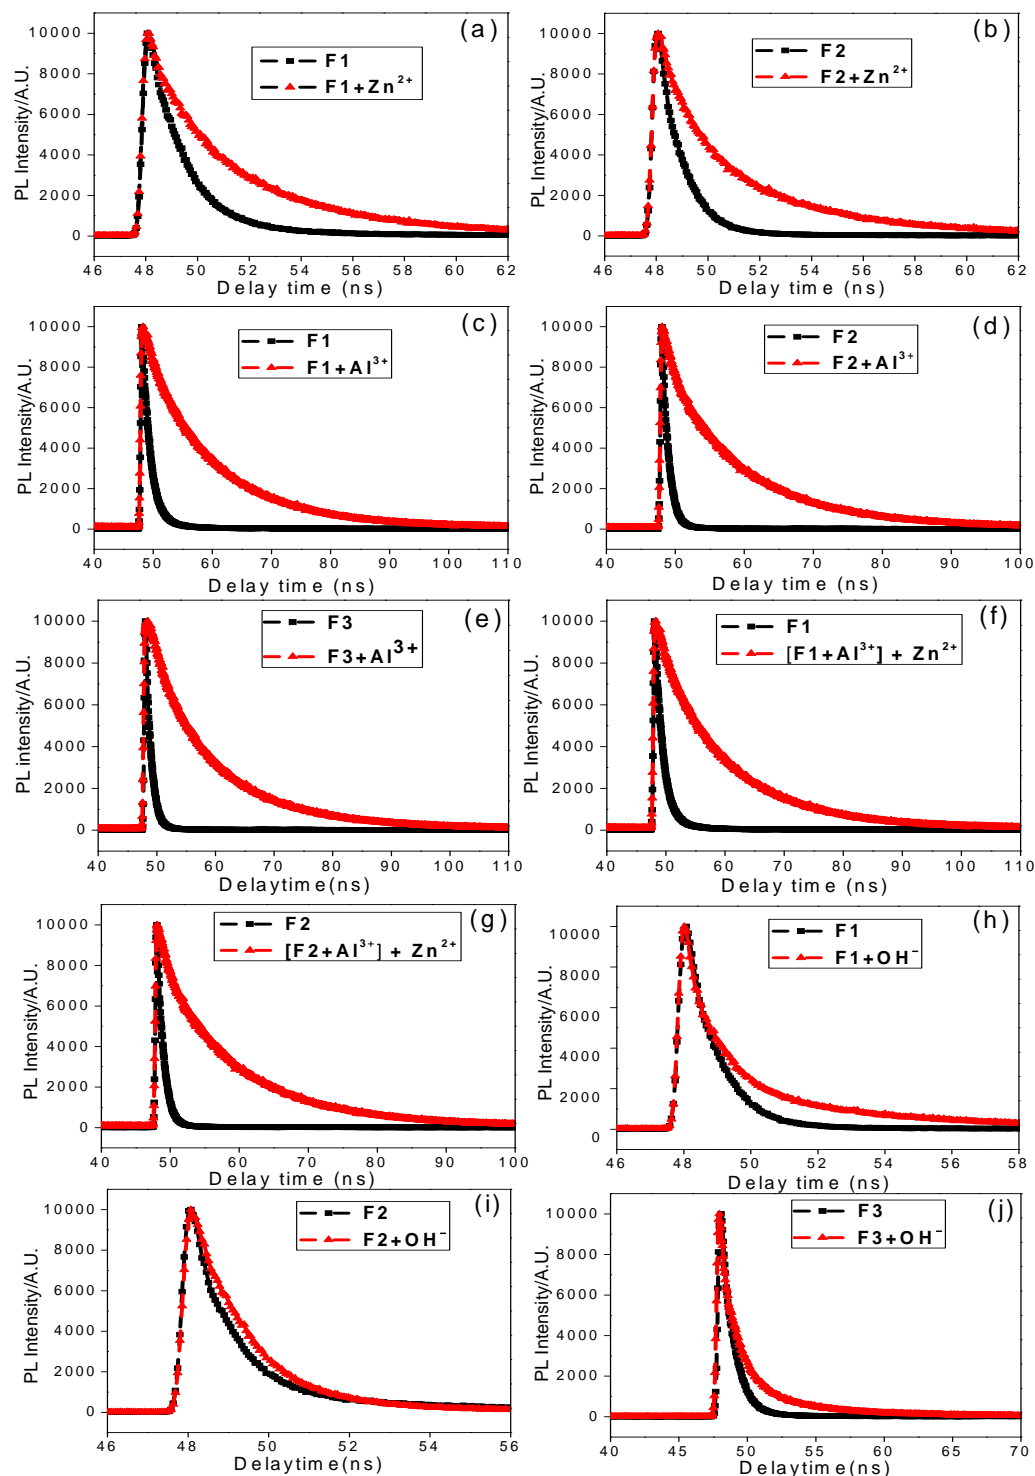 (a)
F1
F1+Zn²⁺
PL Intensity/A.U.
10000
8000
6000
4000
2000
0
46 48 50 52 54 56 58 60 62
Delay time (ns)
(b)
F2
F2+Zn²⁺
PL Intensity/A.U.
10000
8000
6000
4000
2000
0
46 48 50 52 54 56 58 60 62
Delay time (ns)
(c)
F1
F1+Al³⁺
PL Intensity/A.U.
10000
8000
6000
4000
2000
0
40 50 60 70 80 90 100 110
Delay time (ns)
(d)
F2
F2+Al³⁺
PL Intensity/A.U.
10000
8000
6000
4000
2000
0
40 50 60 70 80 90 100
Delay time (ns)
(e)
F3
F3+Al³⁺
PL intensity/A.U.
10000
8000
6000
4000
2000
0
40 50 60 70 80 90 100 110
Delaytime(ns)
(f)
F1
[F1+Al³⁺] + Zn²⁺
PL Intensity/A.U.
10000
8000
6000
4000
2000
0
40 50 60 70 80 90 100 110
Delay time (ns)
(g)
F2
[F2+Al³⁺] + Zn²⁺
PL Intensity/A.U.
10000
8000
6000
4000
2000
0
40 50 60 70 80 90 100
Delay time (ns)
(h)
F1
F1+OH⁻
PL Intensity/A.U.
10000
8000
6000
4000
2000
0
46 48 50 52 54 56 58
Delay time (ns)
(i)
F2
F2+OH⁻
PL Intensity/A.U.
10000
8000
6000
4000
2000
0
46 48 50 52 54 56
Delaytime(ns)
(j)
F3
F3+OH⁻
PL Intensity/A.U.
10000
8000
6000
4000
2000
0
40 45 50 55 60 65 70
Delaytime(ns)